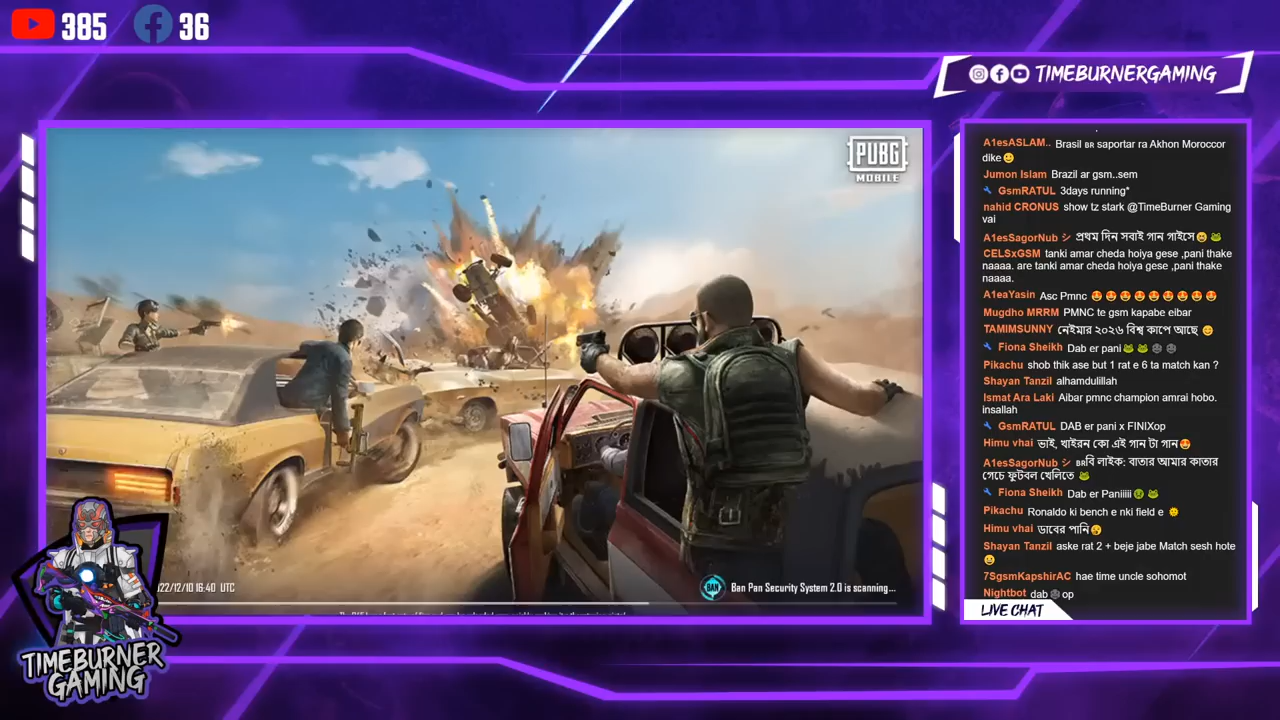 385
36
TIMEBURNERGAMING
PUBG
MOBILE
A1esASLAM.. Brasil BR saportar ra Akhon Moroccor
dike😀
Jumon Islam Brazil ar gsm..sem
GsmRATUL 3days running*
nahid CRONUS show tz stark @TimeBurner Gaming
vai
A1esSagorNub シ প্রথম দিন সবাই গান গাইসে😀🐸
CELSxGSM tanki amar cheda hoiya gese ,pani thake
naaaa. are tanki amar cheda hoiya gese ,pani thake
naaaa.
A1eaYasin Asc Pmnc 😍😍😍😍😍😍😍😍😍
Mugdho MRRM PMNC te gsm kapabe eibar
TAMIMSUNNY নেইমার ২০২৬ বিশ্ব কাপে আছে 😊
Fiona Sheikh Dab er pani🐸🐸
Pikachu shob thik ase but 1 rat e 6 ta match kan ?
Shayan Tanzil alhamdulillah
Ismat Ara Laki Aibar pmnc champion amrai hobo.
insallah
GsmRATUL DAB er pani x FINIXop
Himu vhai ভাই, খাইরন কো এই গান টা গান😍
A1esSagorNub シ BRবি লাইক: বাতার আমার কাতার
গেচে ফুটবল খেলিতে 🐸
Fiona Sheikh Dab er Paniiiii🤢🐸
Pikachu Ronaldo ki bench e nki field e 🌞
Himu vhai ডাবের পানি😵
Shayan Tanzil aske rat 2 + beje jabe Match sesh hote
😀
7SgsmKapshirAC hae time uncle sohomot
Nightbot dab op
LIVE CHAT
22/12/10 16:40 UTC
BAN
Ban Pan Security System 2.0 is scanning...
TIMEBURNER
GAMING